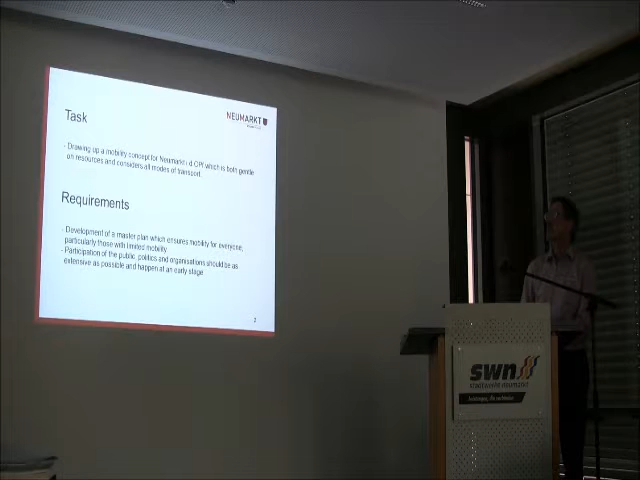 Task
NEUMARKT
- Drawing up a mobility concept for Neumarkt i.d.OPf which is both gentle
on resources and considers all modes of transport.
Requirements
- Development of a master plan which ensures mobility for everyone,
particularly those with limited mobility
- Participation of the public, politics and organisations should be as
extensive as possible and happen at an early stage
2
swn
stadtwerke neumarkt